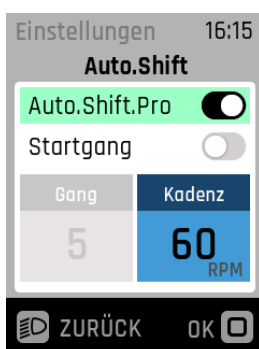 Einstellungen 16:15
Auto.Shift
Auto.Shift.Pro
Startgang
Gang Kadenz
5 60
RPM
ZURÜCK OK